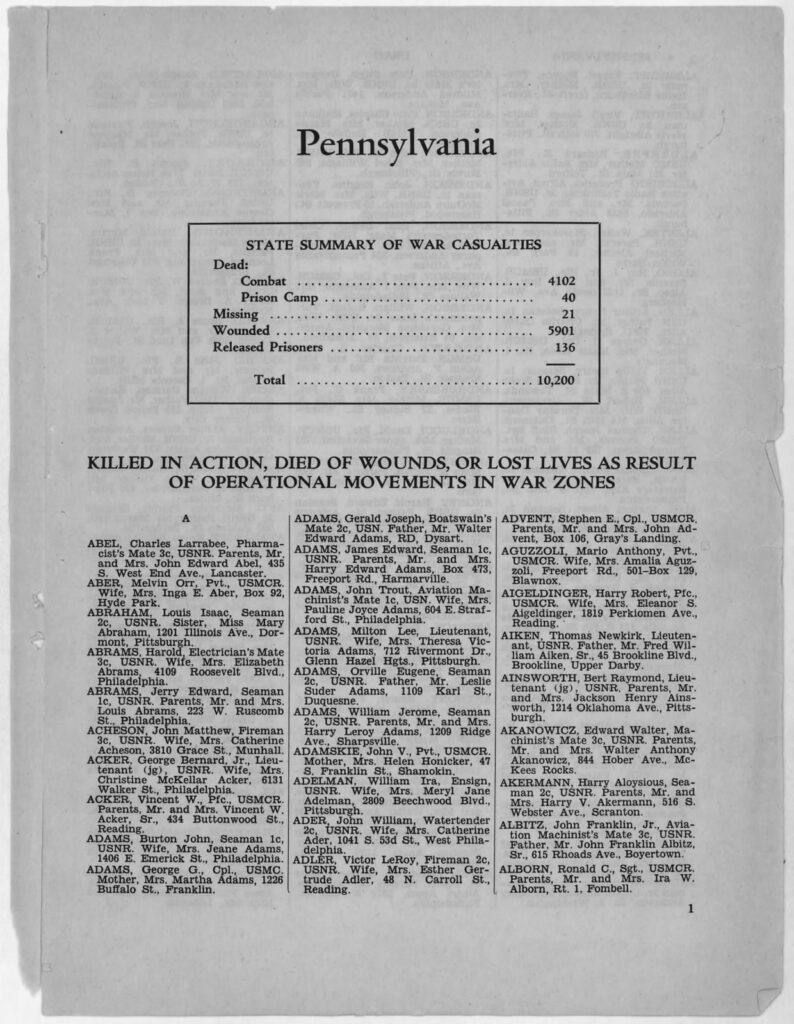 Pennsylvania
STATE SUMMARY OF WAR CASUALTIES
Dead:
Combat ................................. 4102
Prison Camp ............................. 40
Missing ................................. 21
Wounded ................................. 5901
Released Prisoners ............................ 136
Total ................................. 10,200
KILLED IN ACTION, DIED OF WOUNDS, OR LOST LIVES AS RESULT
OF OPERATIONAL MOVEMENTS IN WAR ZONES
A
ABEL, Charles Larrabee, Pharma-
cist's Mate 3c, USNR. Parents, Mr.
and Mrs. John Edward Abel, 435
S. West End Ave., Lancaster.
ABER, Melvin Orr, Pvt., USMCR.
Wife, Mrs. Inga E. Aber, Box 92,
Hyde Park.
ABRAHAM, Louis Isaac, Seaman
2c, USNR. Sister, Miss Mary
Abraham, 1201 Illinois Ave., Dor-
mont, Pittsburgh.
ABRAMS, Harold, Electrician's Mate
3c, USNR. Wife, Mrs. Elizabeth
Abrams, 4109 Roosevelt Blvd.,
Philadelphia.
ABRAMS, Jerry Edward, Seaman
1c, USNR. Parents, Mr. and Mrs.
Louis Abrams, 223 W. Ruscomb
St., Philadelphia.
ACHESON, John Matthew, Fireman
3c, USNR. Wife, Mrs. Catherine
Acheson, 3810 Grace St., Munhall.
ACKER, George Bernard, Jr., Lieu-
tenant (jg), USNR. Wife, Mrs.
Christine McKellar Acker, 6131
Walker St., Philadelphia.
ACKER, Vincent W., Pfc., USMCR.
Parents, Mr. and Mrs. Vincent W.
Acker, Sr., 434 Buttonwood St.,
Reading.
ADAMS, Burton John, Seaman 1c,
USNR. Wife, Mrs. Jeane Adams,
1406 E. Emerick St., Philadelphia.
ADAMS, George G., Cpl., USMC.
Mother, Mrs. Martha Adams, 1226
Buffalo St., Franklin.
ADAMS, Gerald Joseph, Boatswain's
Mate 2c, USN. Father, Mr. Walter
Edward Adams, RD, Dysart.
ADAMS, James Edward, Seaman 1c,
USNR. Parents, Mr. and Mrs.
Harry Edward Adams, Box 473,
Freeport Rd., Harmarville.
ADAMS, John Trout, Aviation Ma-
chinist's Mate 1c, USN. Wife, Mrs.
Pauline Joyce Adams, 604 E. Straf-
ford St., Philadelphia.
ADAMS, Milton Lee, Lieutenant,
USNR. Wife, Mrs. Theresa Vic-
toria Adams, 712 Rivermont Dr.,
Glenn Hazel Hgts., Pittsburgh.
ADAMS, Orville Eugene, Seaman
2c, USNR. Father, Mr. Leslie
Suder Adams, 1109 Karl St.,
Duquesne.
ADAMS, William Jerome, Seaman
2c, USNR. Parents, Mr. and Mrs.
Harry Leroy Adams, 1209 Ridge
Ave., Sharpsville.
ADAMSKIE, John V., Pvt., USMCR.
Mother, Mrs. Helen Honicker, 47
S. Franklin St., Shamokin.
ADELMAN, William Ira, Ensign,
USNR. Wife, Mrs. Meryl Jane
Adelman, 2809 Beechwood Blvd.,
Pittsburgh.
ADER, John William, Watertender
2c, USNR. Wife, Mrs. Catherine
Ader, 1041 S. 53d St., West Phila-
delphia.
ADLER, Victor LeRoy, Fireman 2c,
USNR. Wife, Mrs. Esther Ger-
trude Adler, 48 N. Carroll St.,
Reading.
ADVENT, Stephen E., Cpl., USMCR.
Parents, Mr. and Mrs. John Ad-
vent, Box 106, Gray's Landing.
AGUZZOLI, Mario Anthony, Pvt.,
USMCR. Wife, Mrs. Amalia Aguz-
zoli, Freeport Rd., 501-Box 129,
Blawnox.
AIGELDINGER, Harry Robert, Pfc.,
USMCR. Wife, Mrs. Eleanor S.
Aigeldinger, 1819 Perkiomen Ave.,
Reading.
AIKEN, Thomas Newkirk, Lieuten-
ant, USNR. Father, Mr. Fred Wil-
liam Aiken, Sr., 45 Brookline Blvd.,
Brookline, Upper Darby.
AINSWORTH, Bert Raymond, Lieu-
tenant (jg), USNR. Parents, Mr.
and Mrs. Jackson Henry Ains-
worth, 1214 Oklahoma Ave., Pitts-
burgh.
AKANOWICZ, Edward Walter, Ma-
chinist's Mate 3c, USNR. Parents,
Mr. and Mrs. Walter Anthony
Akanowicz, 844 Hober Ave., Mc-
Kees Rocks.
AKERMANN, Harry Aloysious, Sea-
man 2c, USNR. Parents, Mr. and
Mrs. Harry V. Akermann, 516 S.
Webster Ave., Scranton.
ALBITZ, John Franklin, Jr., Avia-
tion Machinist's Mate 3c, USNR.
Father, Mr. John Franklin Albitz,
Sr., 615 Rhoads Ave., Boyertown.
ALBORN, Ronald C., Sgt., USMCR.
Parents, Mr. and Mrs. Ira W.
Alborn, Rt. 1, Fombell.
1